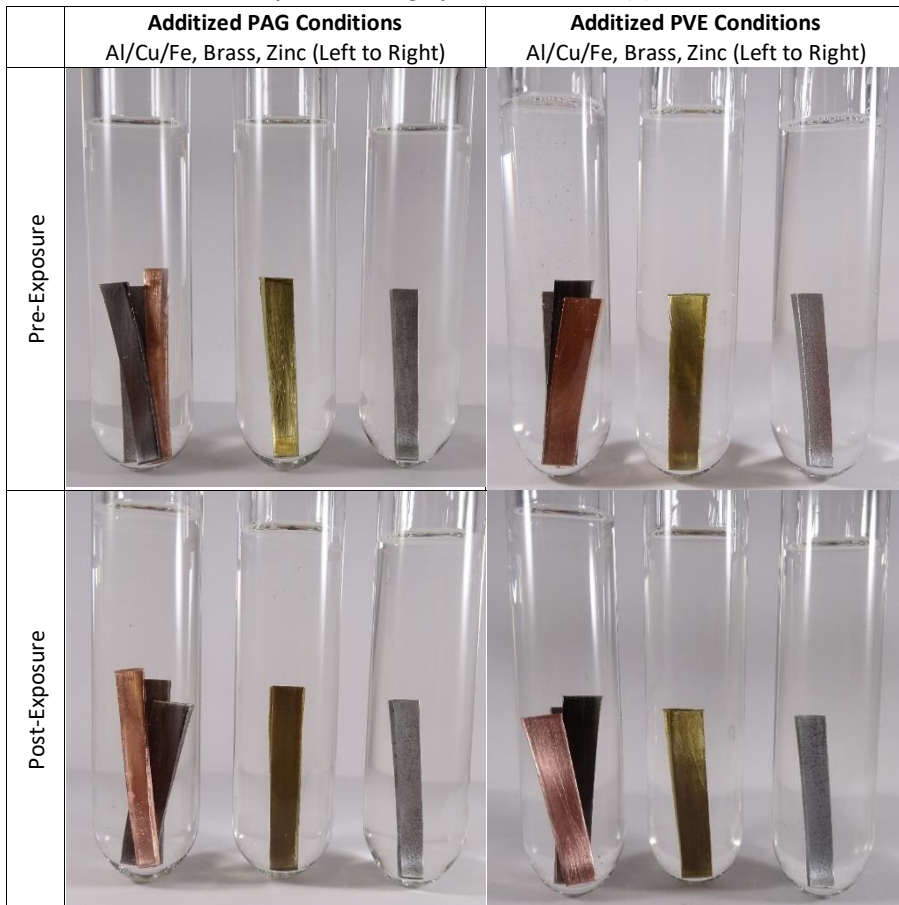 Additized PAG Conditions
Al/Cu/Fe, Brass, Zinc (Left to Right)
Additized PVE Conditions
Al/Cu/Fe, Brass, Zinc (Left to Right)
Pre-Exposure
Post-Exposure